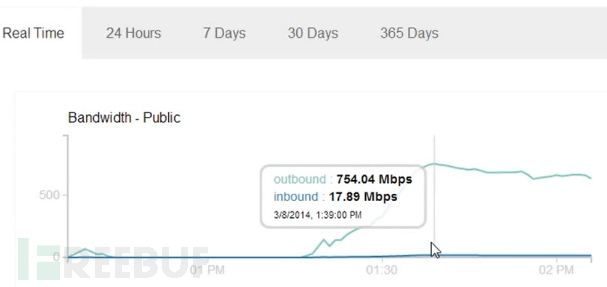 Real Time 24 Hours 7 Days 30 Days 365 Days
Bandwidth - Public
outbound : 754.04 Mbps
500
inbound : 17.89 Mbps
3/8/2014, 1:39:00 PM
0
FREEBUF
01 PM 01:30 02 PM